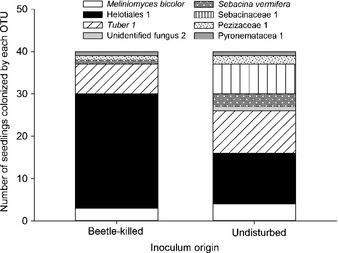 50
40
30
20
10
0
Number of seedlings colonized by each OTU
Meliniomyces bicolor
Helotiales 1
Tuber 1
Unidentified fungus 2
Sebacina vermifera
Sebacinaceae 1
Pezizaceae 1
Pyronematacea 1
Beetle-killed
Undisturbed
Inoculum origin